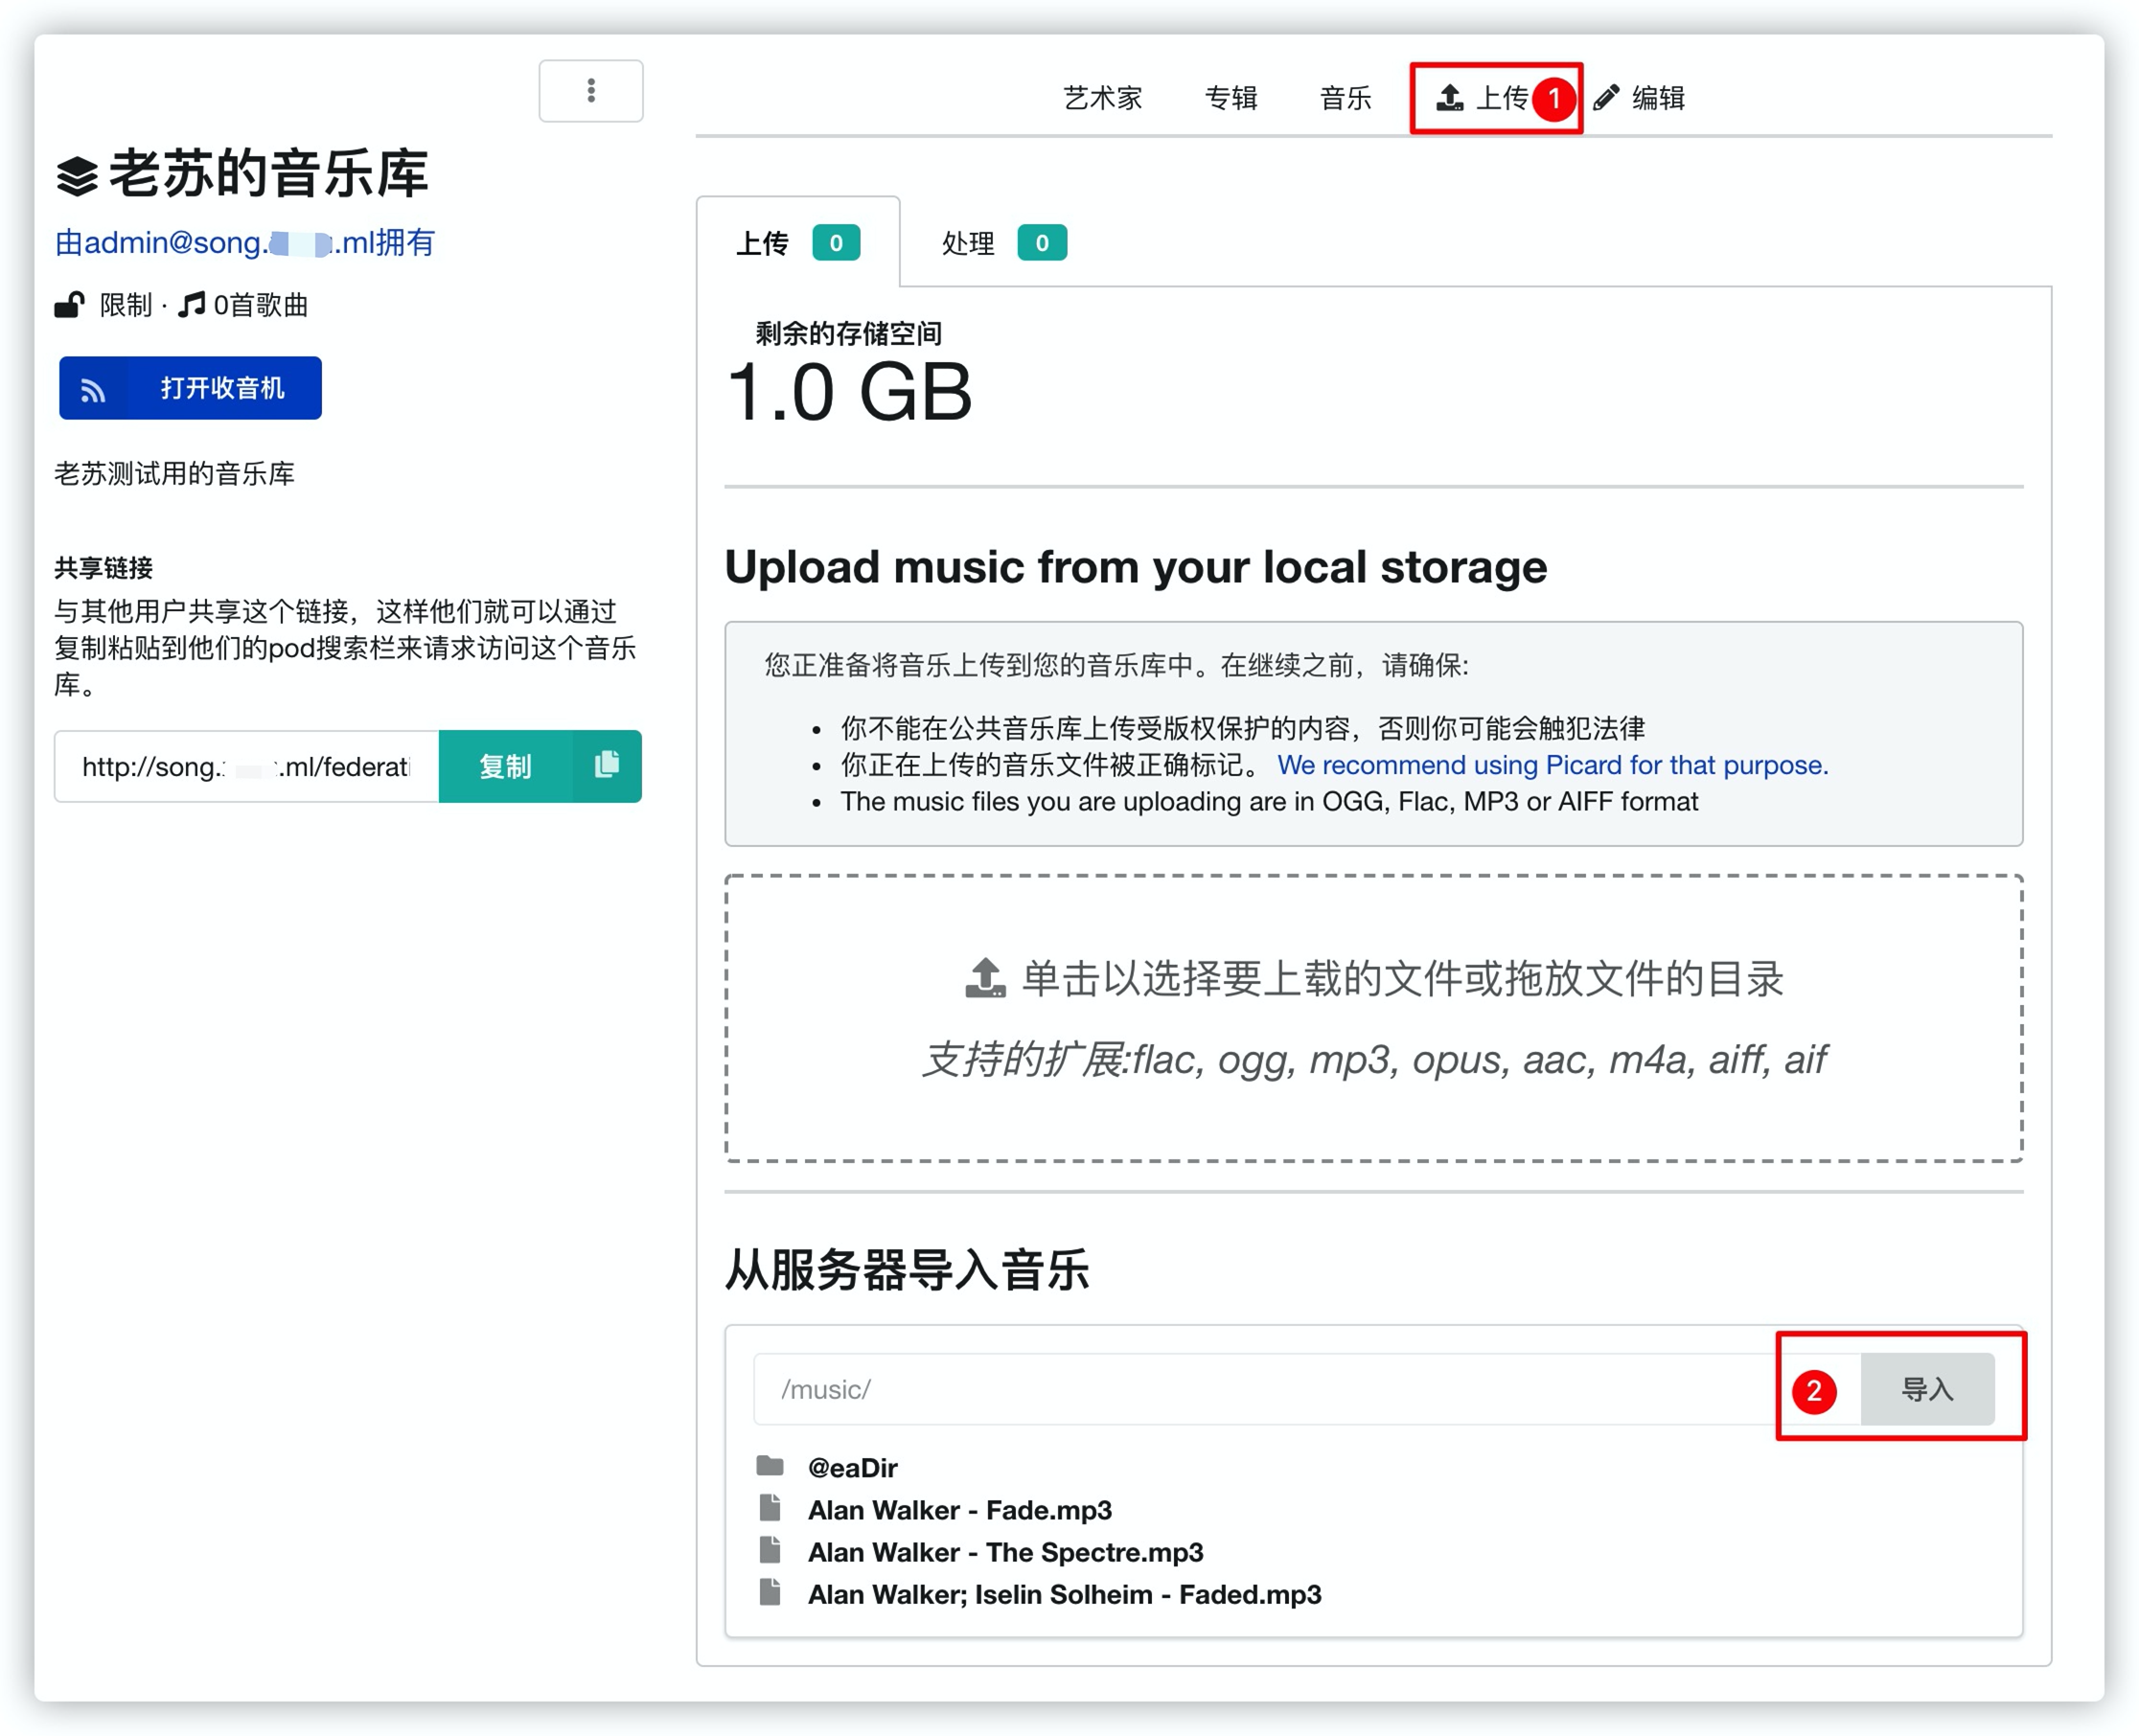 老苏的音乐库
由admin@song. .ml拥有
限制 · 0首歌曲
打开收音机
老苏测试用的音乐库
共享链接
与其他用户共享这个链接，这样他们就可以通过
复制粘贴到他们的pod搜索栏来请求访问这个音乐
库。
http://song. .ml/federati
复制
艺术家 专辑 音乐 上传 1 编辑
上传 0 处理 0
剩余的存储空间
1.0 GB
Upload music from your local storage
您正准备将音乐上传到您的音乐库中。在继续之前，请确保:
• 你不能在公共音乐库上传受版权保护的内容，否则你可能会触犯法律
• 你正在上传的音乐文件被正确标记。 We recommend using Picard for that purpose.
• The music files you are uploading are in OGG, Flac, MP3 or AIFF format
单击以选择要上载的文件或拖放文件的目录
支持的扩展:flac, ogg, mp3, opus, aac, m4a, aiff, aif
从服务器导入音乐
/music/ 2 导入
@eaDir
Alan Walker - Fade.mp3
Alan Walker - The Spectre.mp3
Alan Walker; Iselin Solheim - Faded.mp3